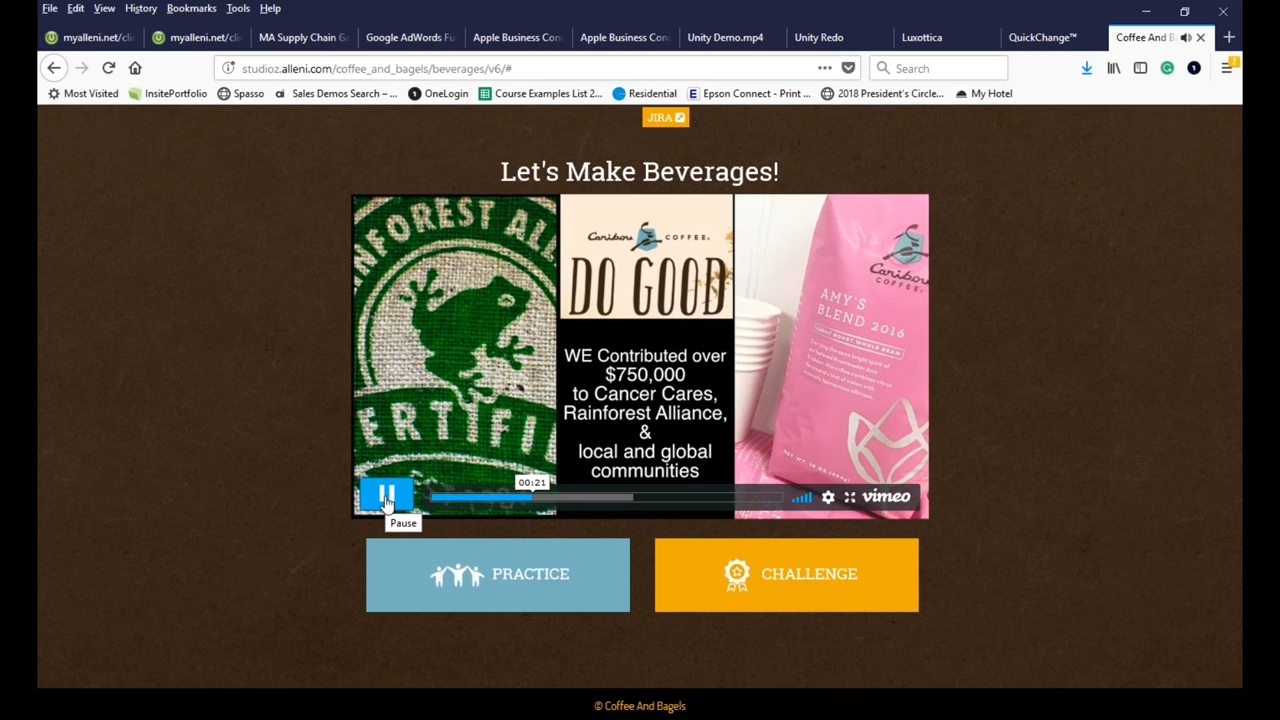 File Edit View History Bookmarks Tools Help
myalleni.net/cli
myalleni.net/cli
MA Supply Chain Ga
Google AdWords Fu
Apple Business Con
Apple Business Con
Unity Demo.mp4
Unity Redo
Luxottica
QuickChange™
Coffee And B
studioz.alleni.com/coffee_and_bagels/beverages/v6/#
Search
Most Visited
InsitePortfolio
Spasso
Sales Demos Search – ...
OneLogin
Course Examples List 2...
Residential
Epson Connect - Print ...
2018 President's Circle...
My Hotel
JIRA
Let's Make Beverages!
NFOREST ALL
ERTIFI
Caribou COFFEE.
DO GOOD
WE Contributed over
$750,000
to Cancer Cares,
Rainforest Alliance,
&
local and global
communities
Caribou
COFFEE.
AMY'S
BLEND 2016
00:21
vimeo
Pause
PRACTICE
CHALLENGE
© Coffee And Bagels